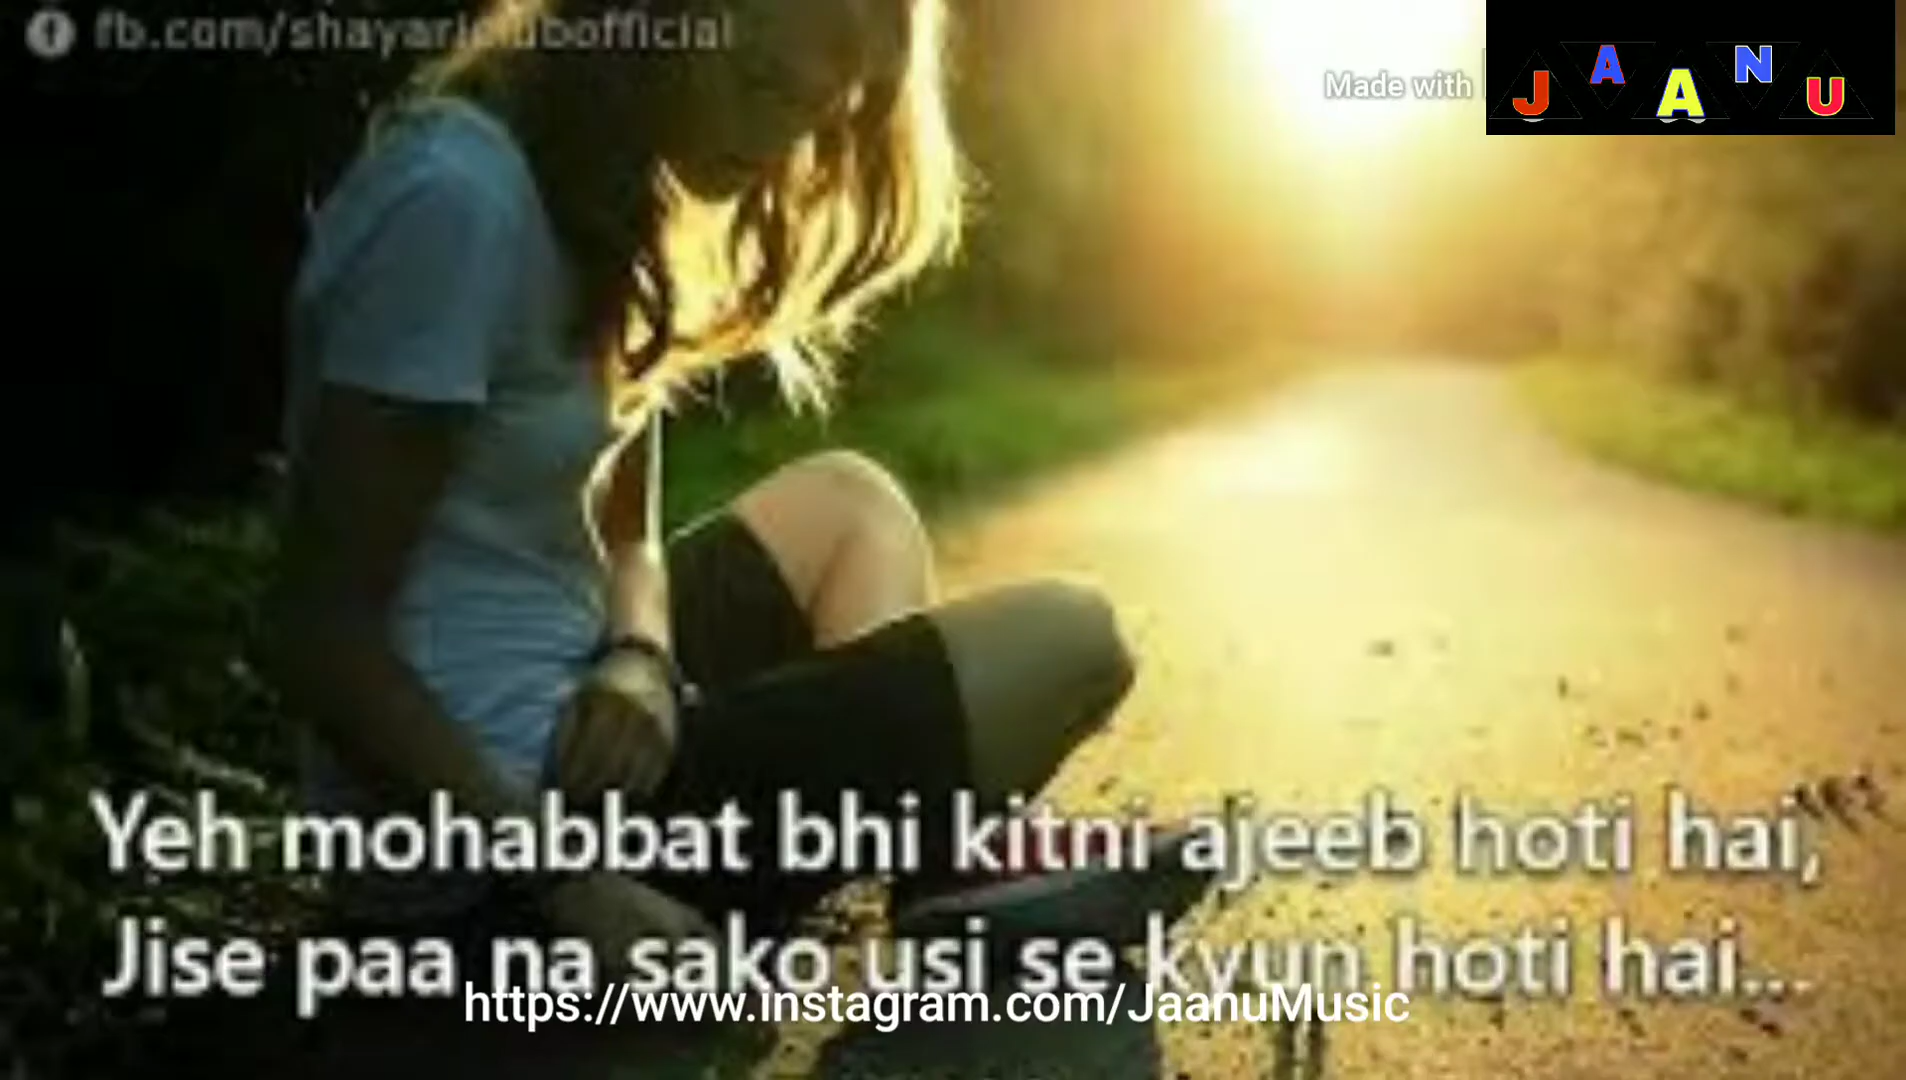 fb.com/shayariclubofficial
Made with
JAANU
Yeh mohabbat bhi kitni ajeeb hoti hai,
Jise paa na sako usi se kyun hoti hai...
https://www.instagram.com/JaanuMusic